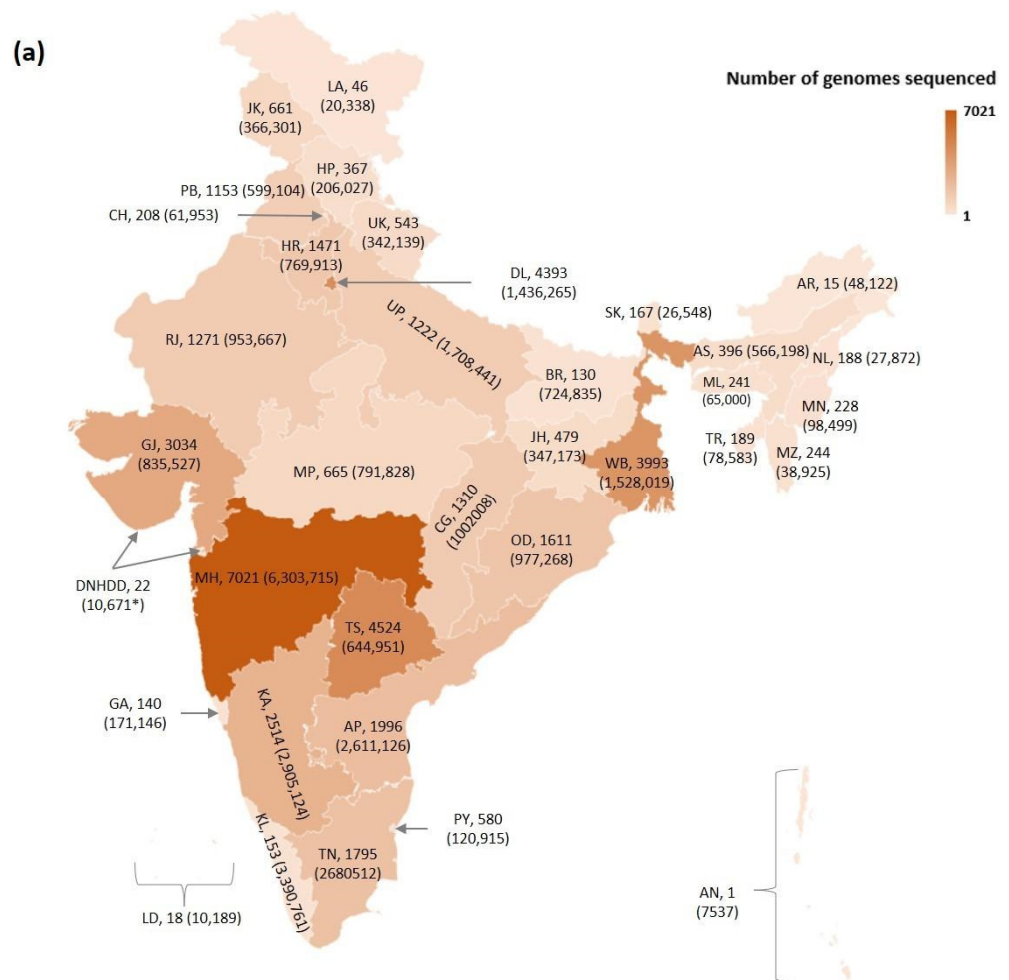 (a)
Number of genomes sequenced
7021
1
LA, 46
(20,338)
JK, 661
(366,301)
HP, 367
(206,027)
PB, 1153 (599,104)
CH, 208 (61,953)
UK, 543
(342,139)
HR, 1471
(769,913)
DL, 4393
(1,436,265)
AR, 15 (48,122)
SK, 167 (26,548)
UP, 1222 (1,708,441)
RJ, 1271 (953,667)
AS, 396 (566,198)
NL, 188 (27,872)
BR, 130
(724,835)
ML, 241
(65,000)
MN, 228
(98,499)
GJ, 3034
(835,527)
JH, 479
(347,173)
TR, 189
(78,583)
MZ, 244
(38,925)
MP, 665 (791,828)
WB, 3993
(1,528,019)
CG, 1310
(1002008)
OD, 1611
(977,268)
DNHDD, 22
(10,671*)
MH, 7021 (6,303,715)
TS, 4524
(644,951)
GA, 140
(171,146)
KA, 2514 (2,905,124)
AP, 1996
(2,611,126)
PY, 580
(120,915)
KL, 153 (3,390,761)
TN, 1795
(2680512)
LD, 18 (10,189)
AN, 1
(7537)